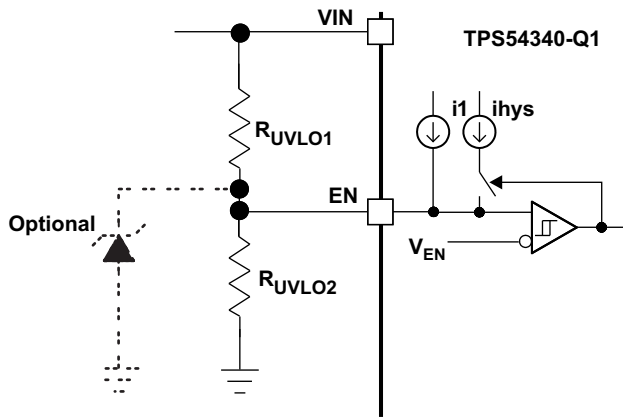 VIN
TPS54340-Q1
i1 ihys
RUVLO1
EN
Optional
VEN
RUVLO2